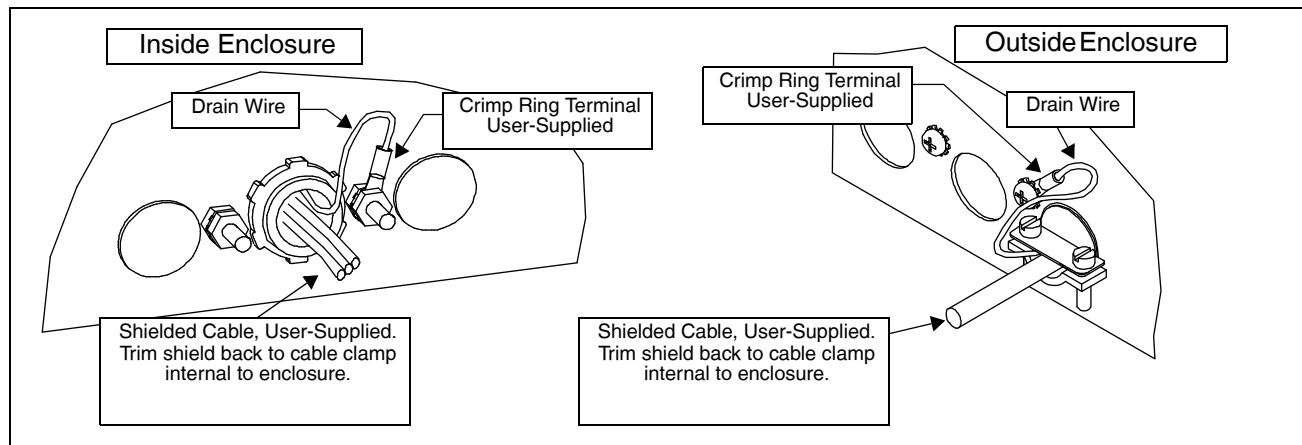 Inside Enclosure
Drain Wire
Crimp Ring Terminal
User-Supplied
Shielded Cable, User-Supplied.
Trim shield back to cable clamp
internal to enclosure.
Outside Enclosure
Crimp Ring Terminal
User-Supplied
Drain Wire
Shielded Cable, User-Supplied.
Trim shield back to cable clamp
internal to enclosure.